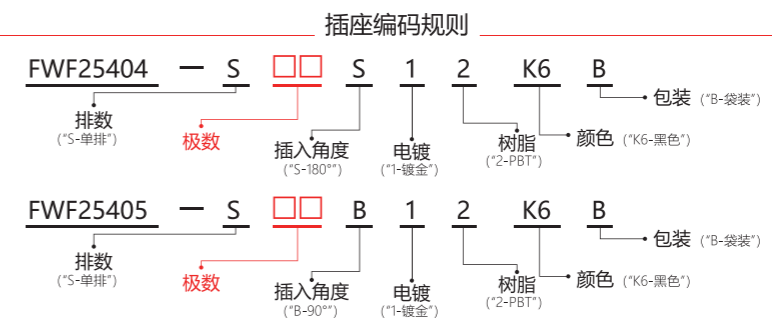 插座编码规则
FWF25404 — S □□ S 1 2 K6 B
包装 ("B-袋装")
排数
("S-单排")
极数
插入角度
("S-180°")
电镀
("1-镀金")
树脂
("2-PBT")
颜色 ("K6-黑色")
FWF25405 — S □□ B 1 2 K6 B
包装 ("B-袋装")
排数
("S-单排")
极数
插入角度
("B-90°")
电镀
("1-镀金")
树脂
("2-PBT")
颜色 ("K6-黑色")